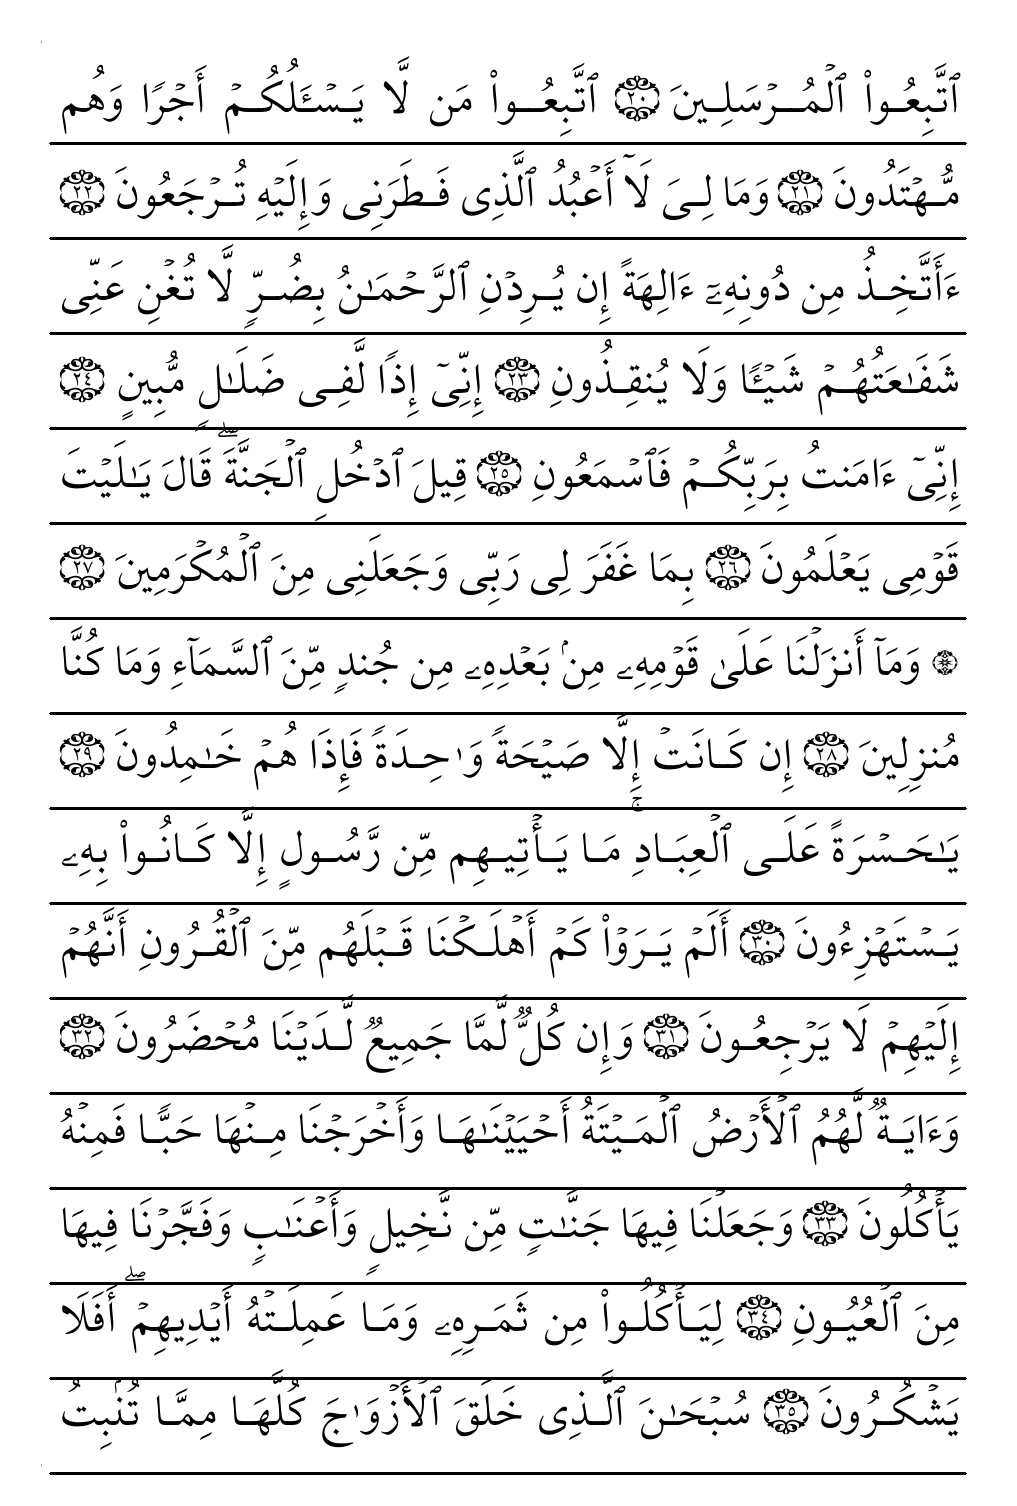 ٱتَّبِعُوا۟ ٱلْمُرْسَلِينَ ٢٠ ٱتَّبِعُوا۟ مَن لَّا يَسْـَٔلُكُمْ أَجْرًا وَهُم
مُّهْتَدُونَ ٢١ وَمَا لِىَ لَآ أَعْبُدُ ٱلَّذِى فَطَرَنِى وَإِلَيْهِ تُرْجَعُونَ ٢٢
ءَأَتَّخِذُ مِن دُونِهِۦٓ ءَالِهَةً إِن يُرِدْنِ ٱلرَّحْمَـٰنُ بِضُرٍّ لَّا تُغْنِ عَنِّى
شَفَـٰعَتُهُمْ شَيْـًٔا وَلَا يُنقِذُونِ ٢٣ إِنِّىٓ إِذًا لَّفِى ضَلَـٰلٍ مُّبِينٍ ٢٤
إِنِّىٓ ءَامَنتُ بِرَبِّكُمْ فَٱسْمَعُونِ ٢٥ قِيلَ ٱدْخُلِ ٱلْجَنَّةَ ۖ قَالَ يَـٰلَيْتَ
قَوْمِى يَعْلَمُونَ ٢٦ بِمَا غَفَرَ لِى رَبِّى وَجَعَلَنِى مِنَ ٱلْمُكْرَمِينَ ٢٧
۞ وَمَآ أَنزَلْنَا عَلَىٰ قَوْمِهِۦ مِنۢ بَعْدِهِۦ مِن جُندٍ مِّنَ ٱلسَّمَآءِ وَمَا كُنَّا
مُنزِلِينَ ٢٨ إِن كَانَتْ إِلَّا صَيْحَةً وَٰحِدَةً فَإِذَا هُمْ خَـٰمِدُونَ ٢٩
يَـٰحَسْرَةً عَلَى ٱلْعِبَادِ ۚ مَا يَأْتِيهِم مِّن رَّسُولٍ إِلَّا كَانُوا۟ بِهِۦ
يَسْتَهْزِءُونَ ٣٠ أَلَمْ يَرَوْا۟ كَمْ أَهْلَكْنَا قَبْلَهُم مِّنَ ٱلْقُرُونِ أَنَّهُمْ
إِلَيْهِمْ لَا يَرْجِعُونَ ٣١ وَإِن كُلٌّ لَّمَّا جَمِيعٌ لَّدَيْنَا مُحْضَرُونَ ٣٢
وَءَايَةٌ لَّهُمُ ٱلْأَرْضُ ٱلْمَيْتَةُ أَحْيَيْنَـٰهَا وَأَخْرَجْنَا مِنْهَا حَبًّا فَمِنْهُ
يَأْكُلُونَ ٣٣ وَجَعَلْنَا فِيهَا جَنَّـٰتٍ مِّن نَّخِيلٍ وَأَعْنَـٰبٍ وَفَجَّرْنَا فِيهَا
مِنَ ٱلْعُيُونِ ٣٤ لِيَأْكُلُوا۟ مِن ثَمَرِهِۦ وَمَا عَمِلَتْهُ أَيْدِيهِمْ ۖ أَفَلَا
يَشْكُرُونَ ٣٥ سُبْحَـٰنَ ٱلَّذِى خَلَقَ ٱلْأَزْوَٰجَ كُلَّهَا مِمَّا تُنۢبِتُ